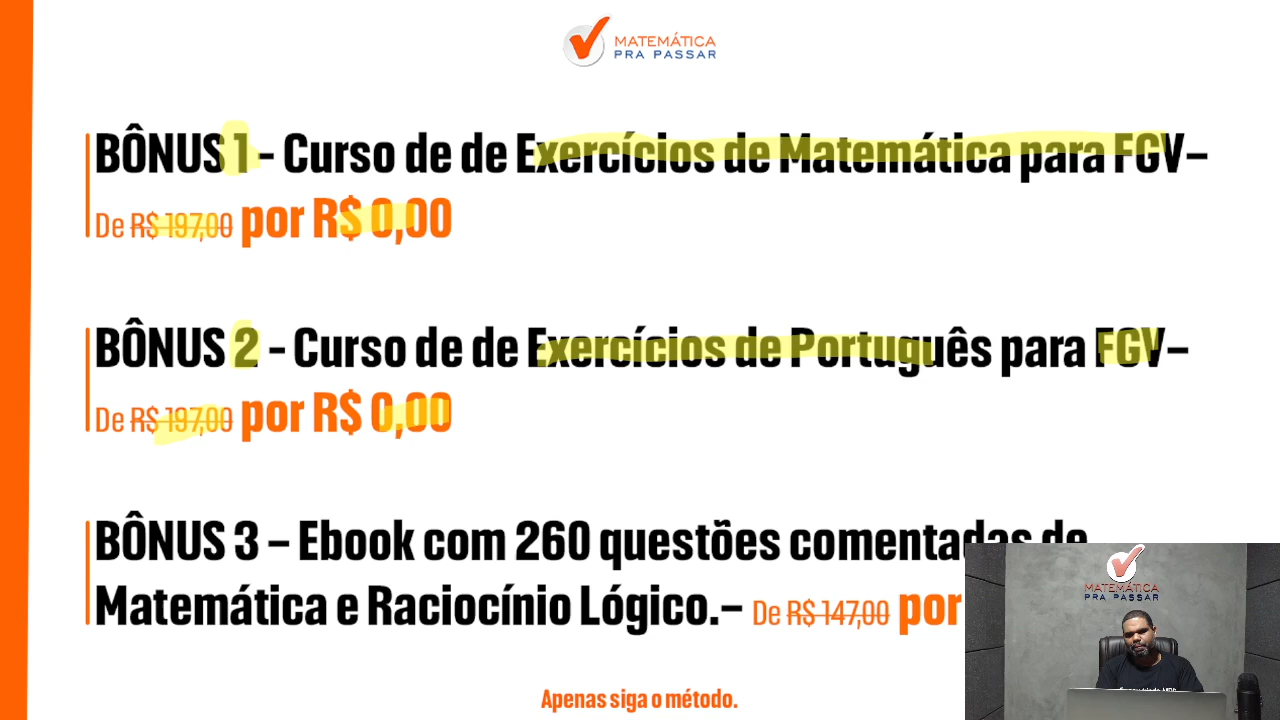 MATEMÁTICA
PRA PASSAR
BÔNUS 1 - Curso de de Exercícios de Matemática para FGV–
De R$ 197,00 por R$ 0,00
BÔNUS 2 - Curso de de Exercícios de Português para FGV–
De R$ 197,00 por R$ 0,00
BÔNUS 3 – Ebook com 260 questões comentadas de
Matemática e Raciocínio Lógico.– De R$ 147,00 por
MATEMÁTICA
PRA PASSAR
Apenas siga o método.